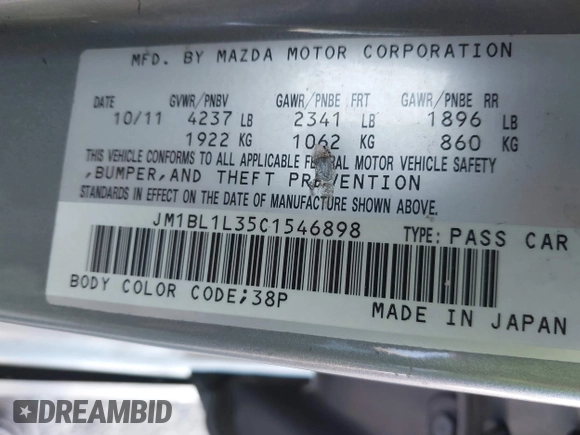 MFD. BY MAZDA MOTOR CORPORATION
DATE GVWR/PNBV GAWR/PNBE FRT GAWR/PNBE RR
10/11 4237 LB 2341 LB 1896 LB
1922 KG 1062 KG 860 KG
THIS VEHICLE CONFORMS TO ALL APPLICABLE FEDERAL MOTOR VEHICLE SAFETY
,BUMPER,AND THEFT PREVENTION
STANDARDS IN EFFECT ON THE DATE OF MANUFACTURE SHOWN ABOVE.
JM1BL1L35C1546898 TYPE: PASS CAR
BODY COLOR CODE;38P MADE IN JAPAN
DREAMBID